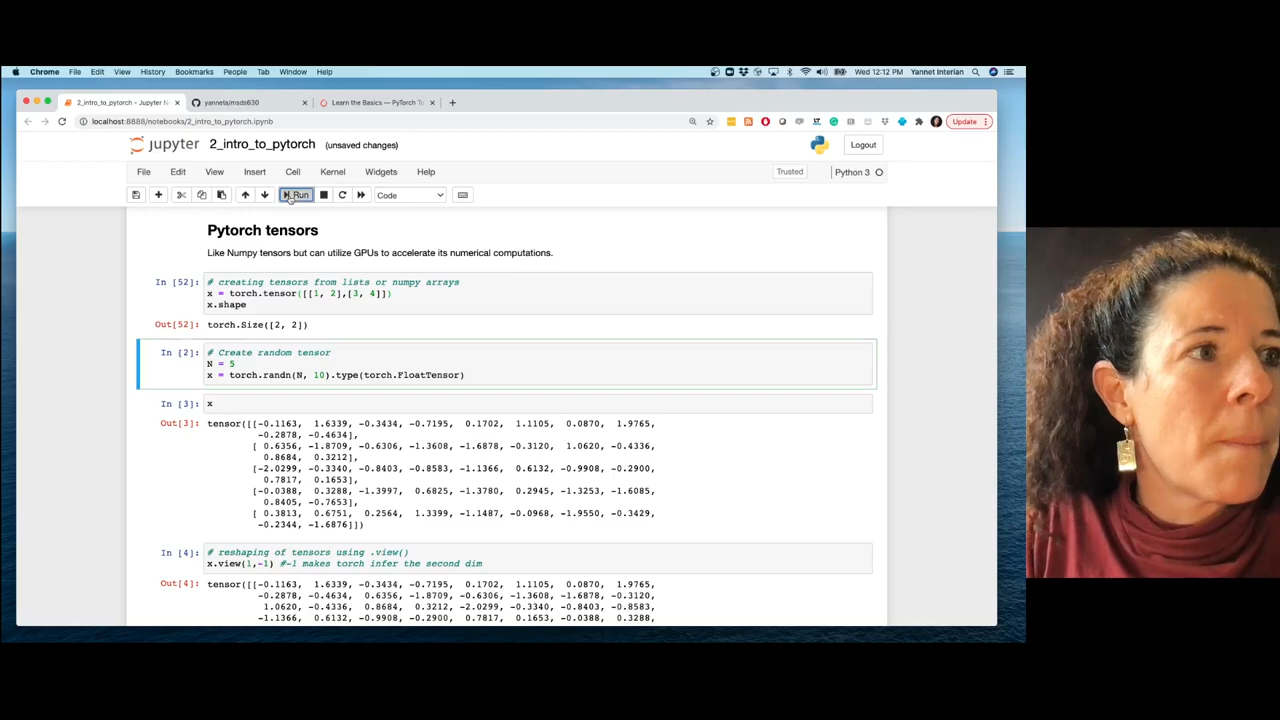 Chrome File Edit View History Bookmarks People Tab Window Help Wed 12:12 PM Yannet Interian
2_intro_to_pytorch - Jupyter N
yanneta/msds630
Learn the Basics — PyTorch T
localhost:8888/notebooks/2_intro_to_pytorch.ipynb
Update
jupyter 2_intro_to_pytorch (unsaved changes)
Logout
File Edit View Insert Cell Kernel Widgets Help
Trusted
Python 3
Run
Code
Pytorch tensors
Like Numpy tensors but can utilize GPUs to accelerate its numerical computations.
In [52]: # creating tensors from lists or numpy arrays
x = torch.tensor([[1, 2],[3, 4]])
x.shape
Out[52]: torch.Size([2, 2])
In [2]: # Create random tensor
N = 5
x = torch.randn(N, 10).type(torch.FloatTensor)
In [3]: x
Out[3]: tensor([[-0.1163, 1.6339, -0.3434, -0.7195, 0.1702, 1.1105, 0.0870, 1.9765,
-0.2878, -0.4634],
[ 0.6356, -1.8709, -0.6306, -1.3608, -1.6878, -0.3120, 1.0620, -0.4336,
0.8684, 0.3212],
[-2.0299, -0.3340, -0.8403, -0.8583, -1.1366, 0.6132, -0.9908, -0.2900,
0.7817, 0.1653],
[-0.0388, 0.3288, -1.3997, 0.6825, -1.3780, 0.2945, -1.3253, -1.6085,
0.8405, -0.7653],
[ 0.3813, 0.6751, 0.2564, 1.3399, -1.1487, -0.0968, -1.9550, -0.3429,
-0.2344, -1.6876]])
In [4]: # reshaping of tensors using .view()
x.view(1,-1) #-1 makes torch infer the second dim
Out[4]: tensor([[-0.1163, 1.6339, -0.3434, -0.7195, 0.1702, 1.1105, 0.0870, 1.9765,
-0.2878, -0.4634, 0.6356, -1.8709, -0.6306, -1.3608, -1.6878, -0.3120,
1.0620, -0.4336, 0.8684, 0.3212, -2.0299, -0.3340, -0.8403, -0.8583,
-1.1366, 0.6132, -0.9908, -0.2900, 0.7817, 0.1653, -0.0388, 0.3288,